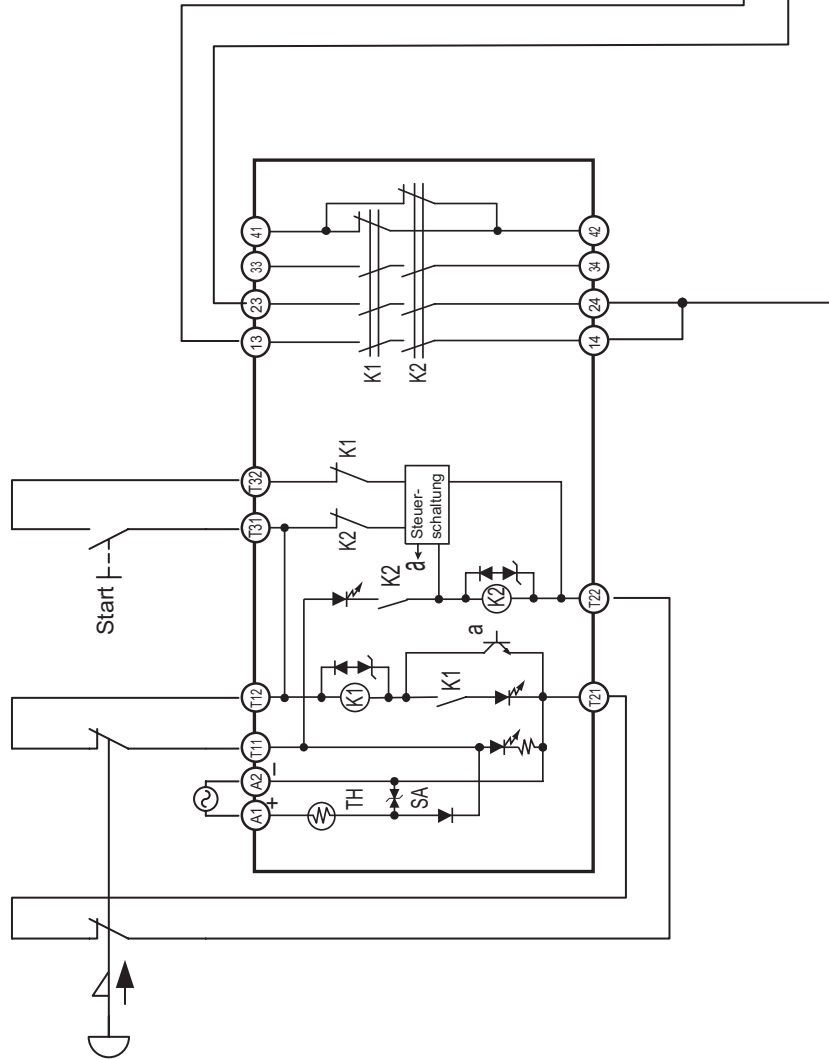 41
42
33
34
23
24
13
14
K1
K2
T32
K1
T31
K2
Steuer-
schaltung
a
Start
K2
K2
T22
a
T12
K1
K1
T21
T11
A2
–
A1
+
TH
SA